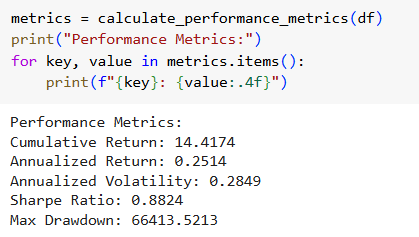 metrics = calculate_performance_metrics(df)
print("Performance Metrics:")
for key, value in metrics.items():
    print(f"{key}: {value:.4f}")
Performance Metrics:
Cumulative Return: 14.4174
Annualized Return: 0.2514
Annualized Volatility: 0.2849
Sharpe Ratio: 0.8824
Max Drawdown: 66413.5213